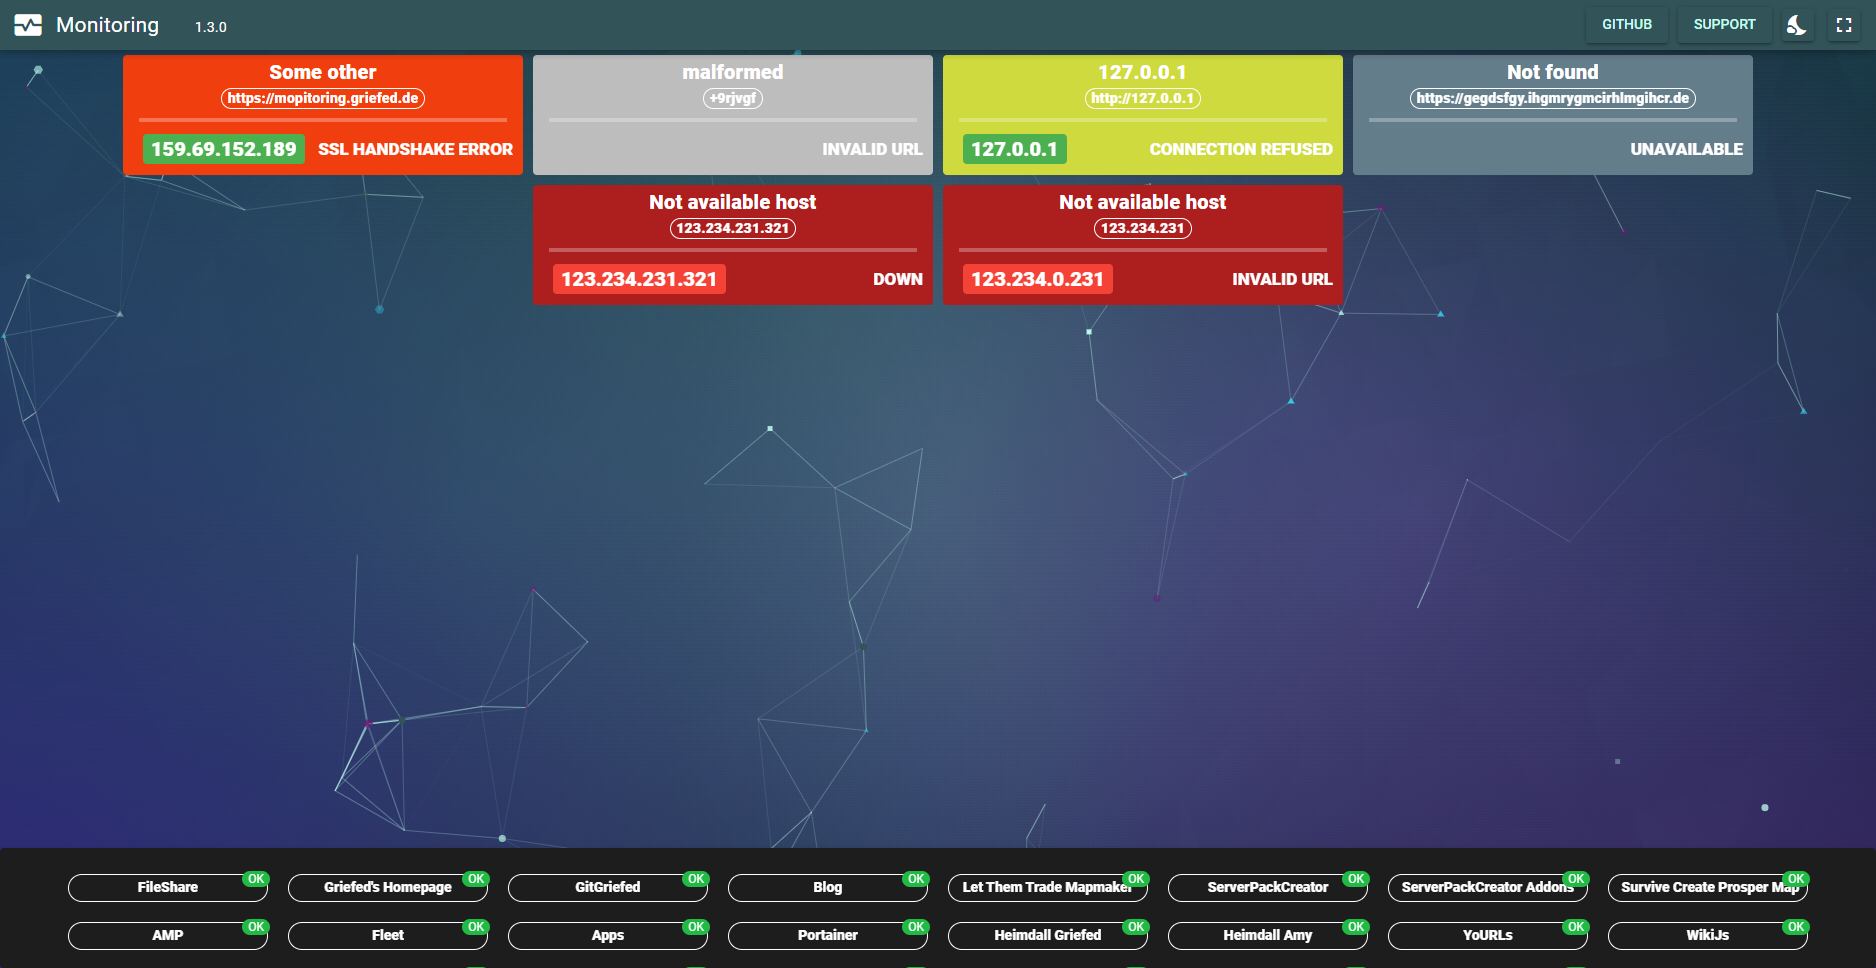 Monitoring
1.3.0
GITHUB
SUPPORT
Some other
https://mopitoring.griefed.de
159.69.152.189
SSL HANDSHAKE ERROR
malformed
+9rjvgf
INVALID URL
127.0.0.1
http://127.0.0.1
127.0.0.1
CONNECTION REFUSED
Not found
https://gegdsfgy.ihgmrygmcirhlmgihcr.de
UNAVAILABLE
Not available host
123.234.231.321
123.234.231.321
DOWN
Not available host
123.234.231
123.234.0.231
INVALID URL
FileShare
OK
Griefed's Homepage
OK
GitGriefed
OK
Blog
OK
Let Them Trade Mapmaker
OK
ServerPackCreator
OK
ServerPackCreator Addons
OK
Survive Create Prosper Map
OK
AMP
OK
Fleet
OK
Apps
OK
Portainer
OK
Heimdall Griefed
OK
Heimdall Amy
OK
YoURLs
OK
WikiJs
OK